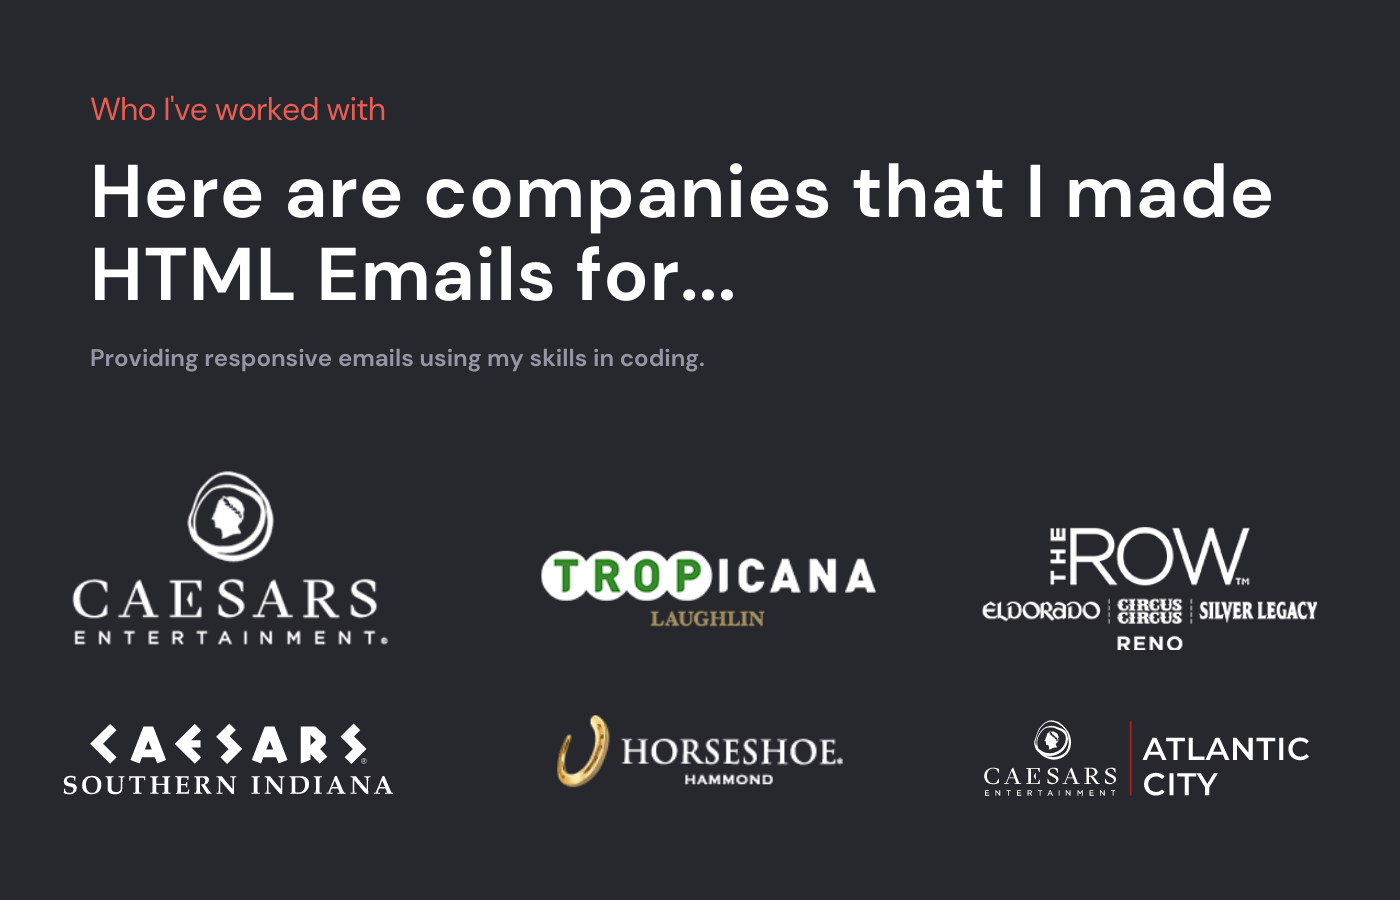 Who I've worked with
Here are companies that I made
HTML Emails for...
Providing responsive emails using my skills in coding.
CAESARS
ENTERTAINMENT®
TROPICANA
LAUGHLIN
THE ROW™
ELDORADO CIRCUS CIRCUS SILVER LEGACY
RENO
CAESARS®
SOUTHERN INDIANA
HORSESHOE®
HAMMOND
CAESARS
ENTERTAINMENT
ATLANTIC
CITY